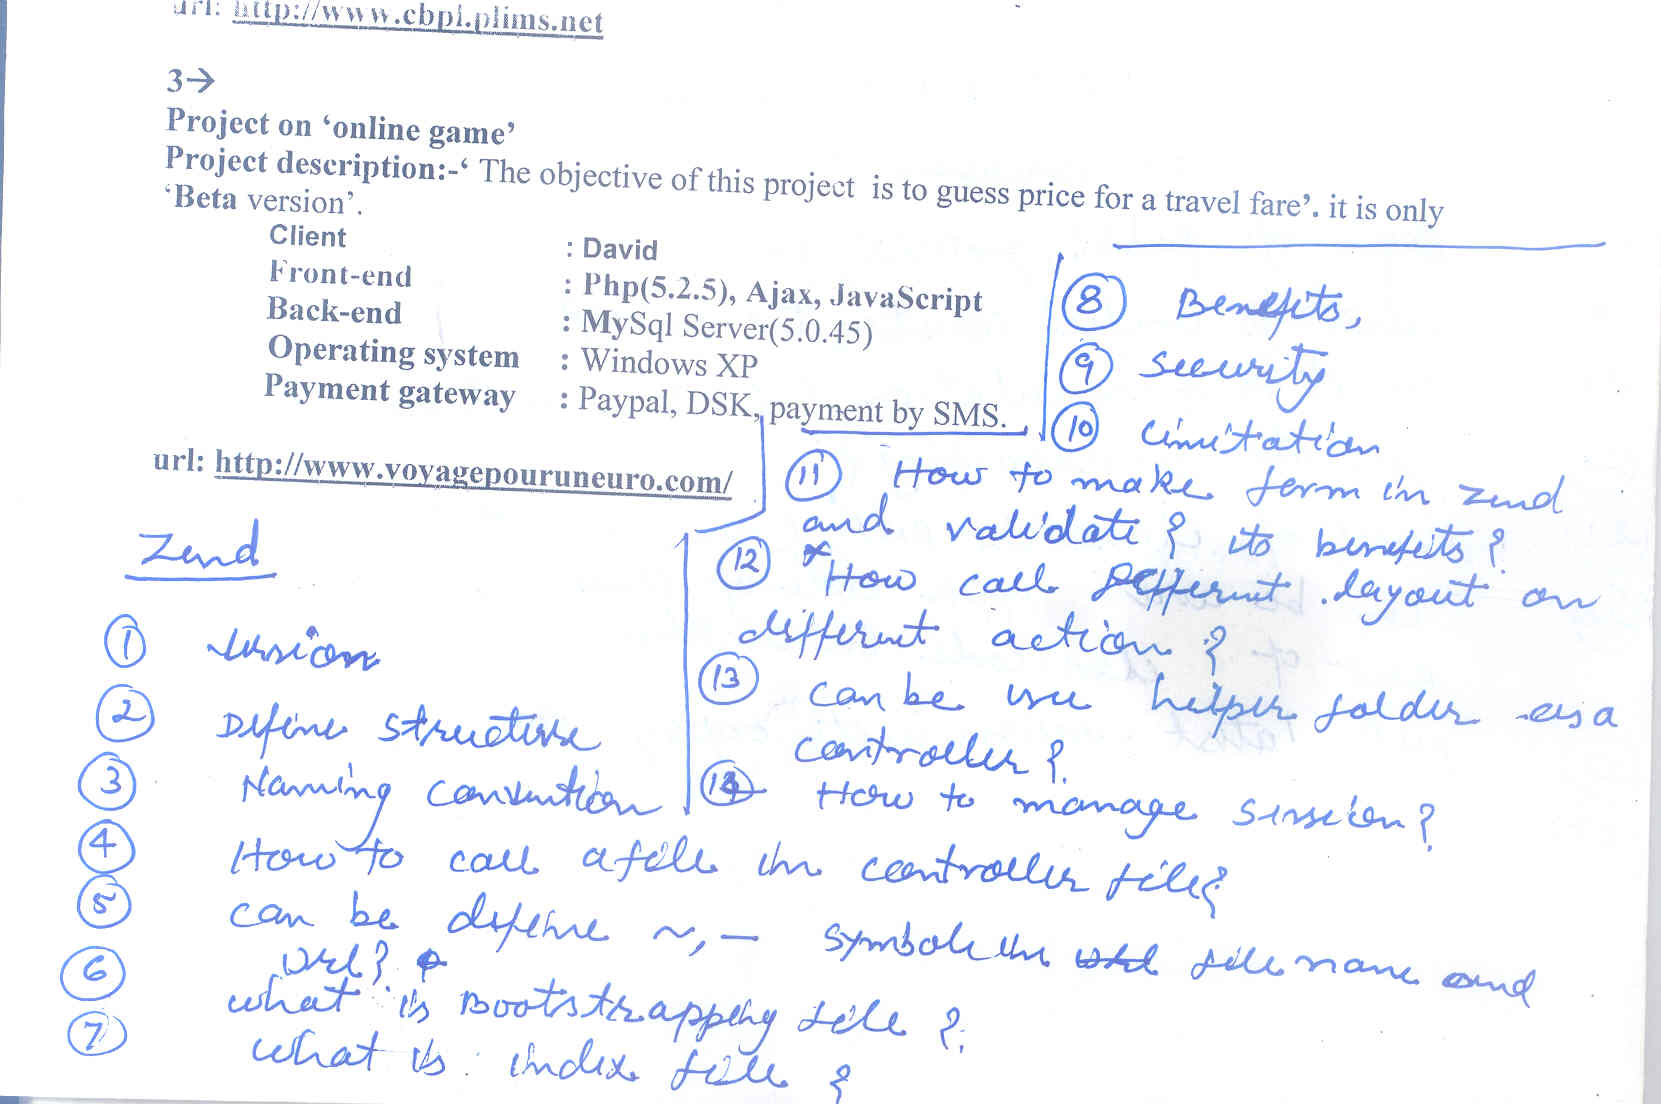 url: http://www.cbpl.plims.net
3→
Project on ‘online game’
Project description:-‘ The objective of this project is to guess price for a travel fare’. it is only
‘Beta version’.
Client : David
Front-end : Php(5.2.5), Ajax, JavaScript
Back-end : MySql Server(5.0.45)
Operating system : Windows XP
Payment gateway : Paypal, DSK, payment by SMS.
url: http://www.voyagepouruneuro.com/
Zend
① version
② Define structure
③ Naming convention
④ How to call a file in controller file?
⑤ can be define ~, — symbole in file name and
url?
⑥ what is Bootstrapping file ?
⑦ what is index file ?
⑧ Benefits,
⑨ security
⑩ Limitation
⑪ How to make form in zend
and validate ? its benefits ?
⑫ * How call different layout on
different action ?
⑬ can be use helper folder as a
controller ?
⑭ How to manage session ?